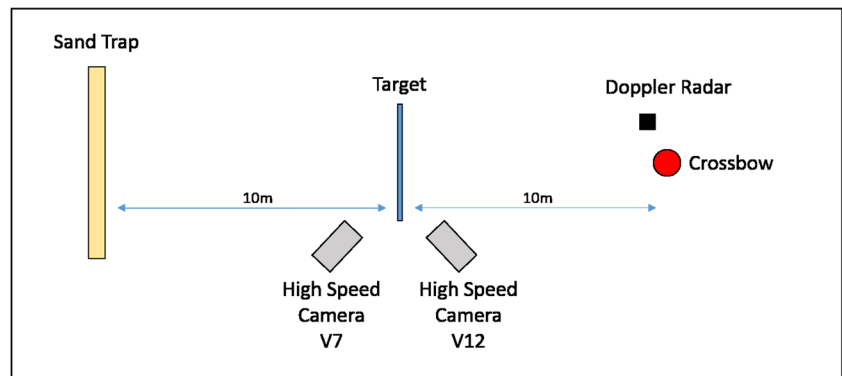 Sand Trap
Target
Doppler Radar
Crossbow
10m
10m
High Speed
Camera
V7
High Speed
Camera
V12